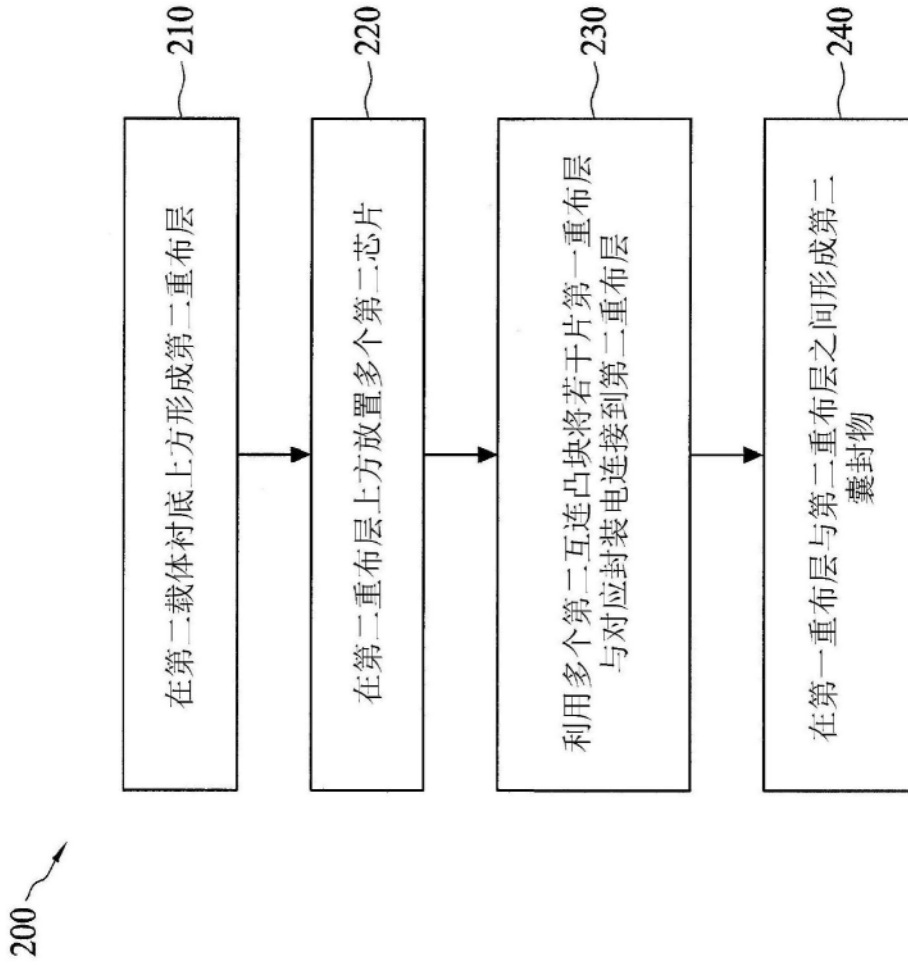 200
在第二载体衬底上方形成第二重布层
210
在第二重布层上方放置多个第二芯片
220
利用多个第二互连凸块将若干片第一重布层
与对应封装电连接到第二重布层
230
在第一重布层与第二重布层之间形成第二
囊封物
240